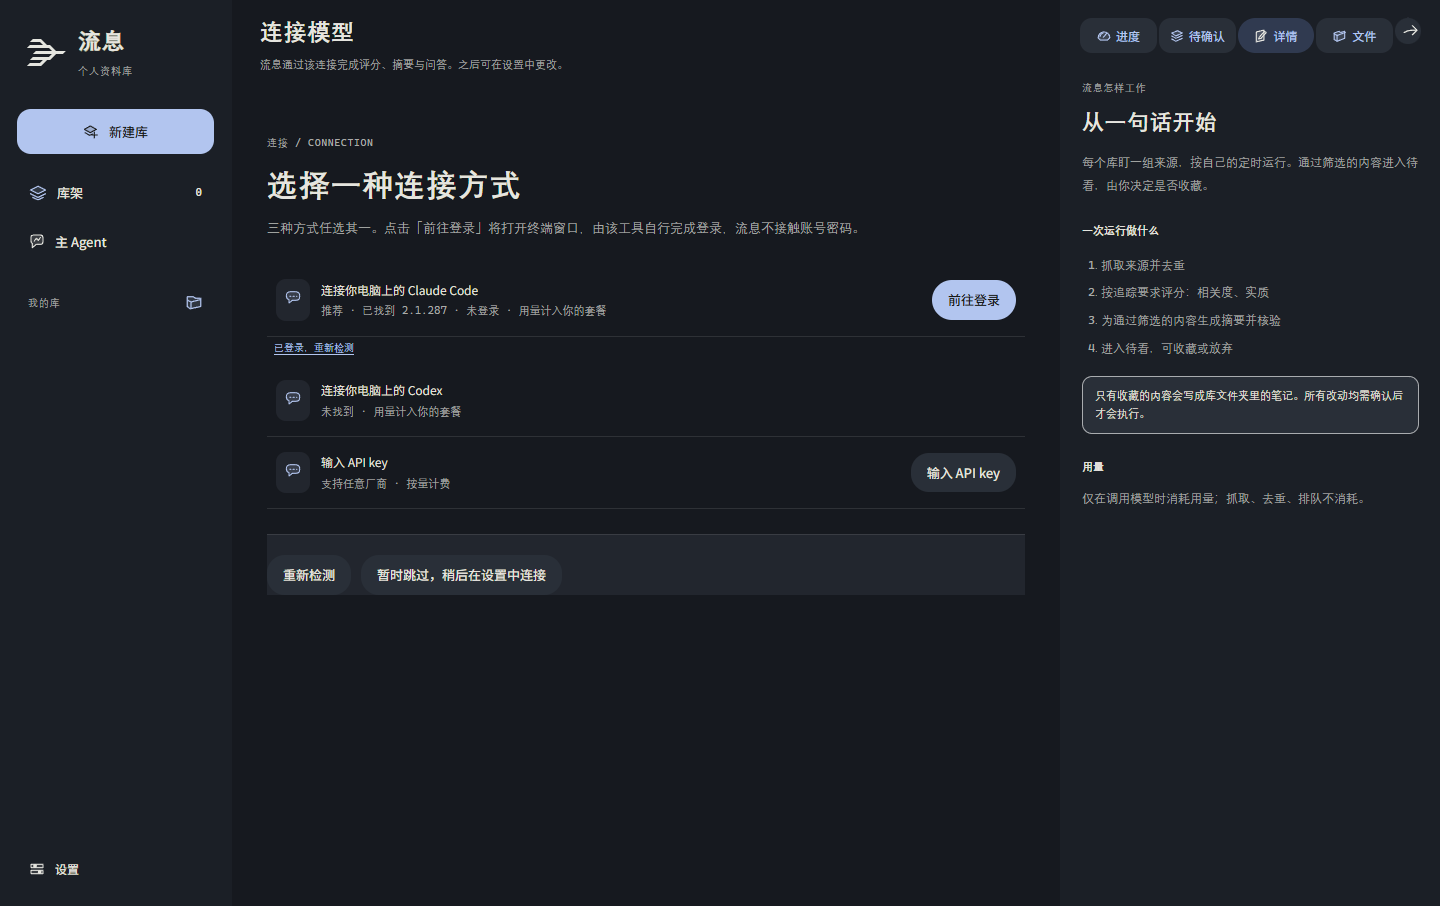 流息
个人资料库
新建库
库架 0
主 Agent
我的库
设置
连接模型
流息通过该连接完成评分、摘要与问答。之后可在设置中更改。
连接 / CONNECTION
选择一种连接方式
三种方式任选其一。点击「前往登录」将打开终端窗口，由该工具自行完成登录，流息不接触账号密码。
连接你电脑上的 Claude Code
推荐 · 已找到 2.1.287 · 未登录 · 用量计入你的套餐
前往登录
已登录，重新检测
连接你电脑上的 Codex
未找到 · 用量计入你的套餐
输入 API key
支持任意厂商 · 按量计费
输入 API key
重新检测
暂时跳过，稍后在设置中连接
进度
待确认
详情
文件
流息怎样工作
从一句话开始
每个库盯一组来源，按自己的定时运行。通过筛选的内容进入待
看，由你决定是否收藏。
一次运行做什么
1. 抓取来源并去重
2. 按追踪要求评分：相关度、实质
3. 为通过筛选的内容生成摘要并核验
4. 进入待看，可收藏或放弃
只有收藏的内容会写成库文件夹里的笔记。所有改动均需确认后
才会执行。
用量
仅在调用模型时消耗用量；抓取、去重、排队不消耗。